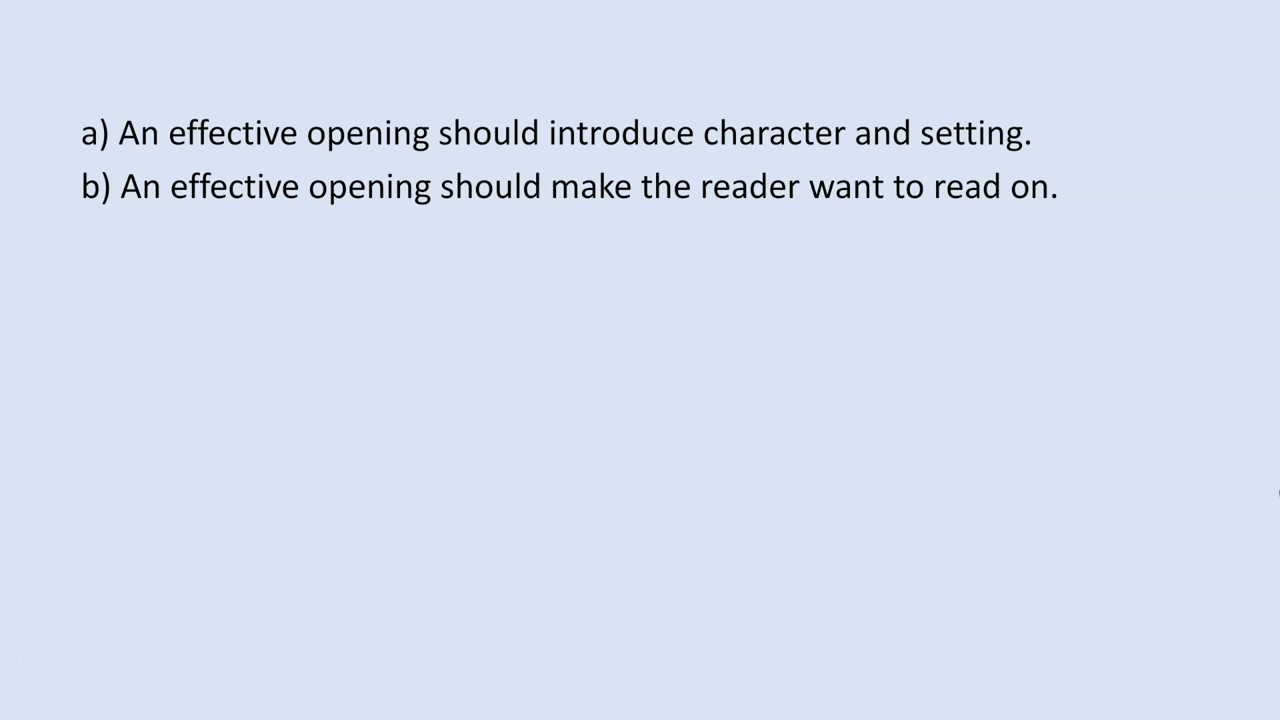 a) An effective opening should introduce character and setting.
b) An effective opening should make the reader want to read on.